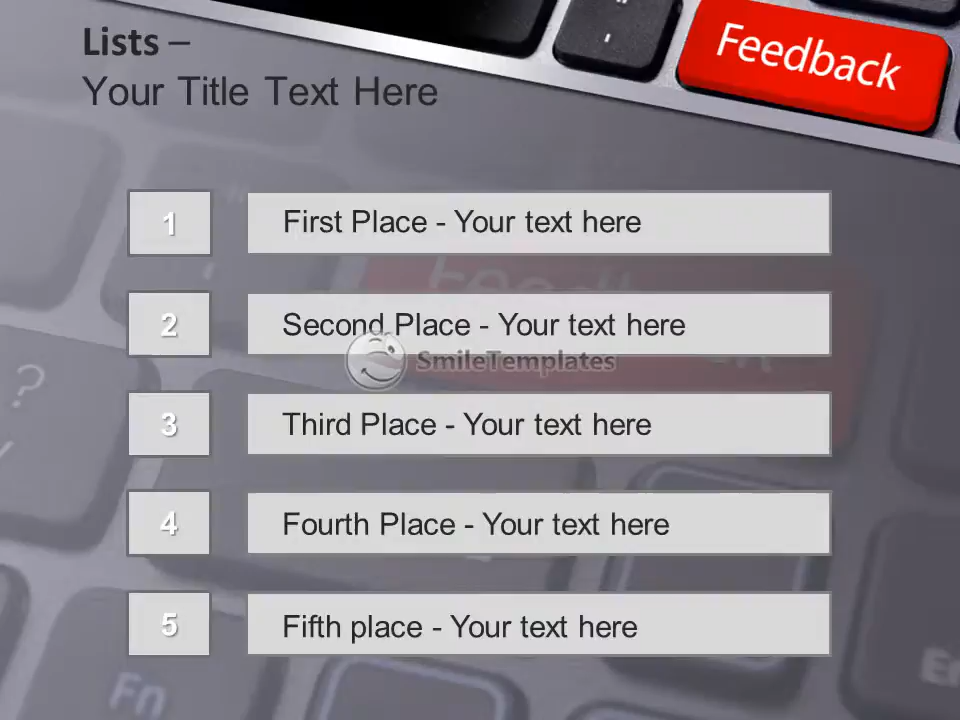 Lists –
Your Title Text Here
Feedback
1
First Place - Your text here
2
Second Place - Your text here
SmileTemplates
3
Third Place - Your text here
4
Fourth Place - Your text here
5
Fifth place - Your text here
?
Fn